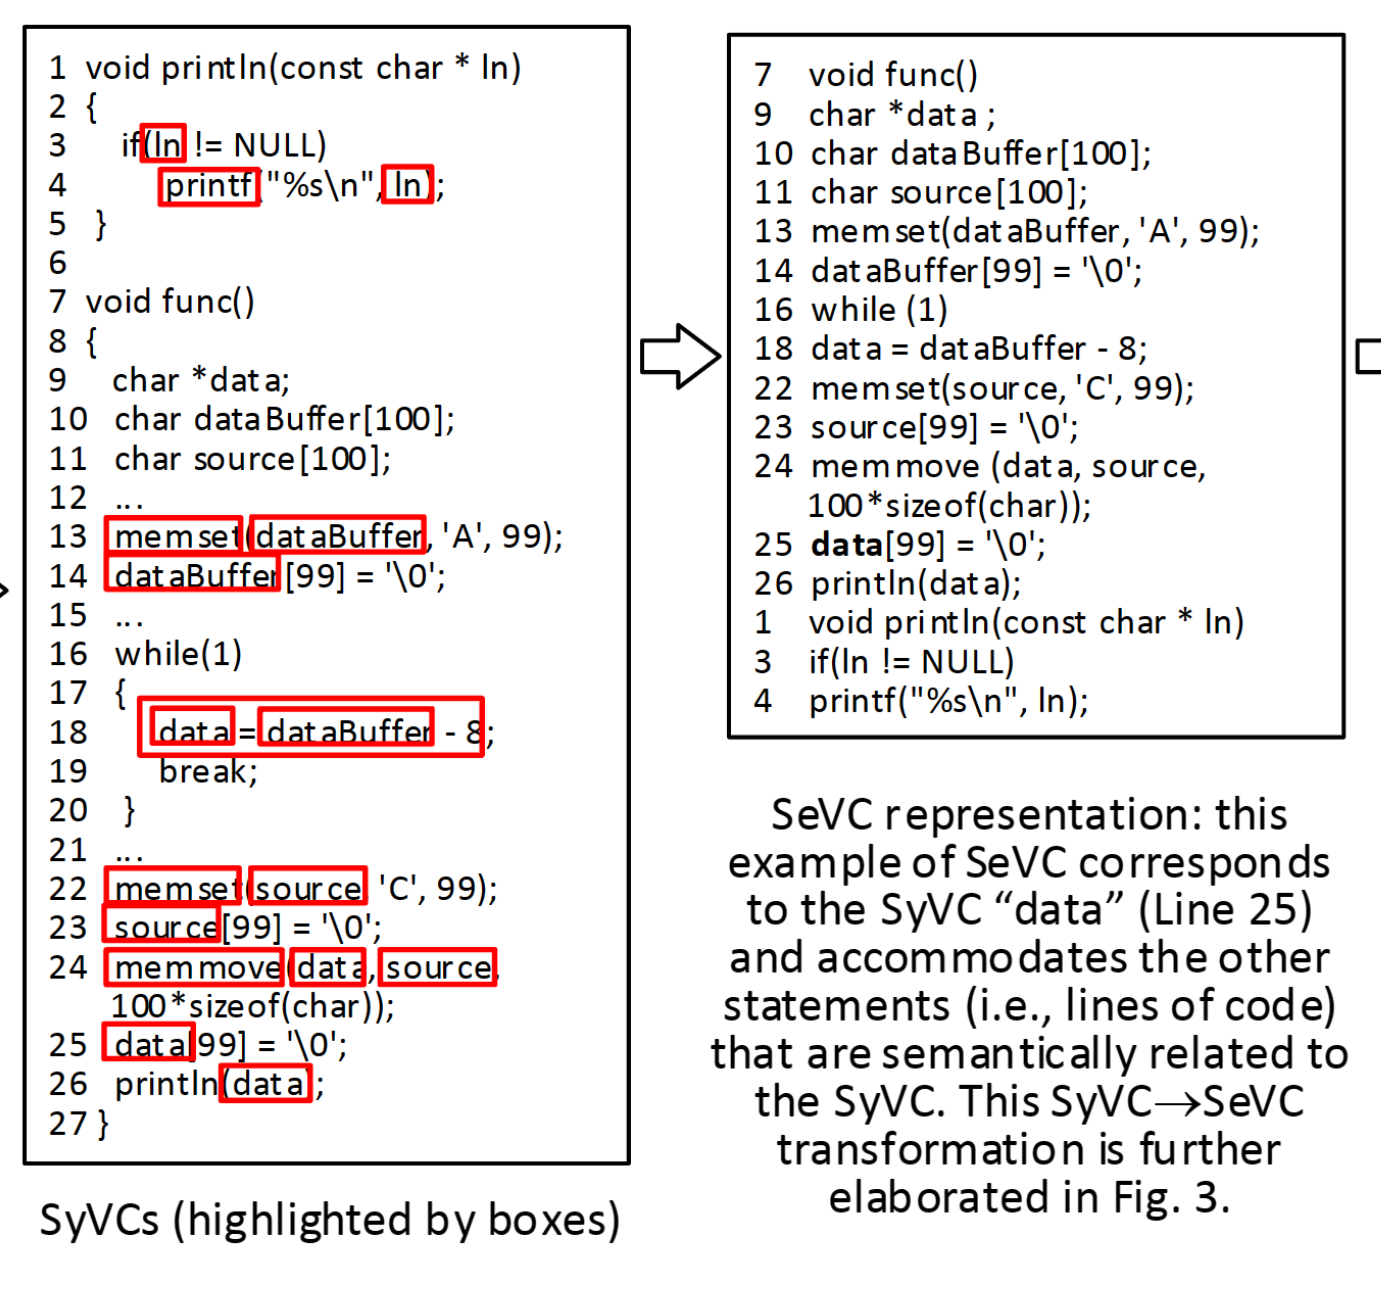 1 void println(const char * ln)
2 {
3 if(ln != NULL)
4 printf("%s\n", ln);
5 }
6
7 void func()
8 {
9 char *data;
10 char dataBuffer[100];
11 char source[100];
12 ...
13 memset(dataBuffer, 'A', 99);
14 dataBuffer[99] = '\0';
15 ...
16 while(1)
17 {
18 data = dataBuffer - 8;
19 break;
20 }
21 ...
22 memset(source, 'C', 99);
23 source[99] = '\0';
24 memmove(data, source,
100*sizeof(char));
25 data[99] = '\0';
26 println(data);
27 }
SyVCs (highlighted by boxes)
7 void func()
9 char *data ;
10 char dataBuffer[100];
11 char source[100];
13 memset(dataBuffer, 'A', 99);
14 dataBuffer[99] = '\0';
16 while (1)
18 data = dataBuffer - 8;
22 memset(source, 'C', 99);
23 source[99] = '\0';
24 memmove (data, source,
100*sizeof(char));
25 data[99] = '\0';
26 println(data);
1 void println(const char * ln)
3 if(ln != NULL)
4 printf("%s\n", ln);
SeVC representation: this
example of SeVC corresponds
to the SyVC “data” (Line 25)
and accommodates the other
statements (i.e., lines of code)
that are semantically related to
the SyVC. This SyVC→SeVC
transformation is further
elaborated in Fig. 3.